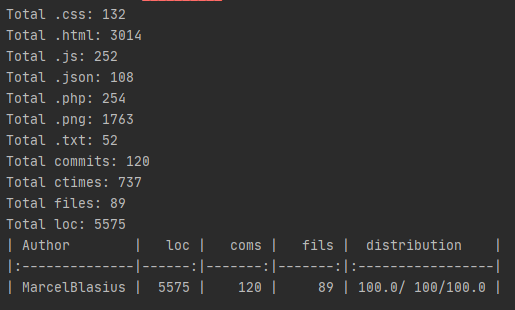 Total .css: 132
Total .html: 3014
Total .js: 252
Total .json: 108
Total .php: 254
Total .png: 1763
Total .txt: 52
Total commits: 120
Total ctimes: 737
Total files: 89
Total loc: 5575
| Author        |   loc |   coms |   fils |  distribution    |
|:--------------|------:|-------:|-------:|:-----------------|
| MarcelBlasius |  5575 |    120 |     89 | 100.0/ 100/100.0 |